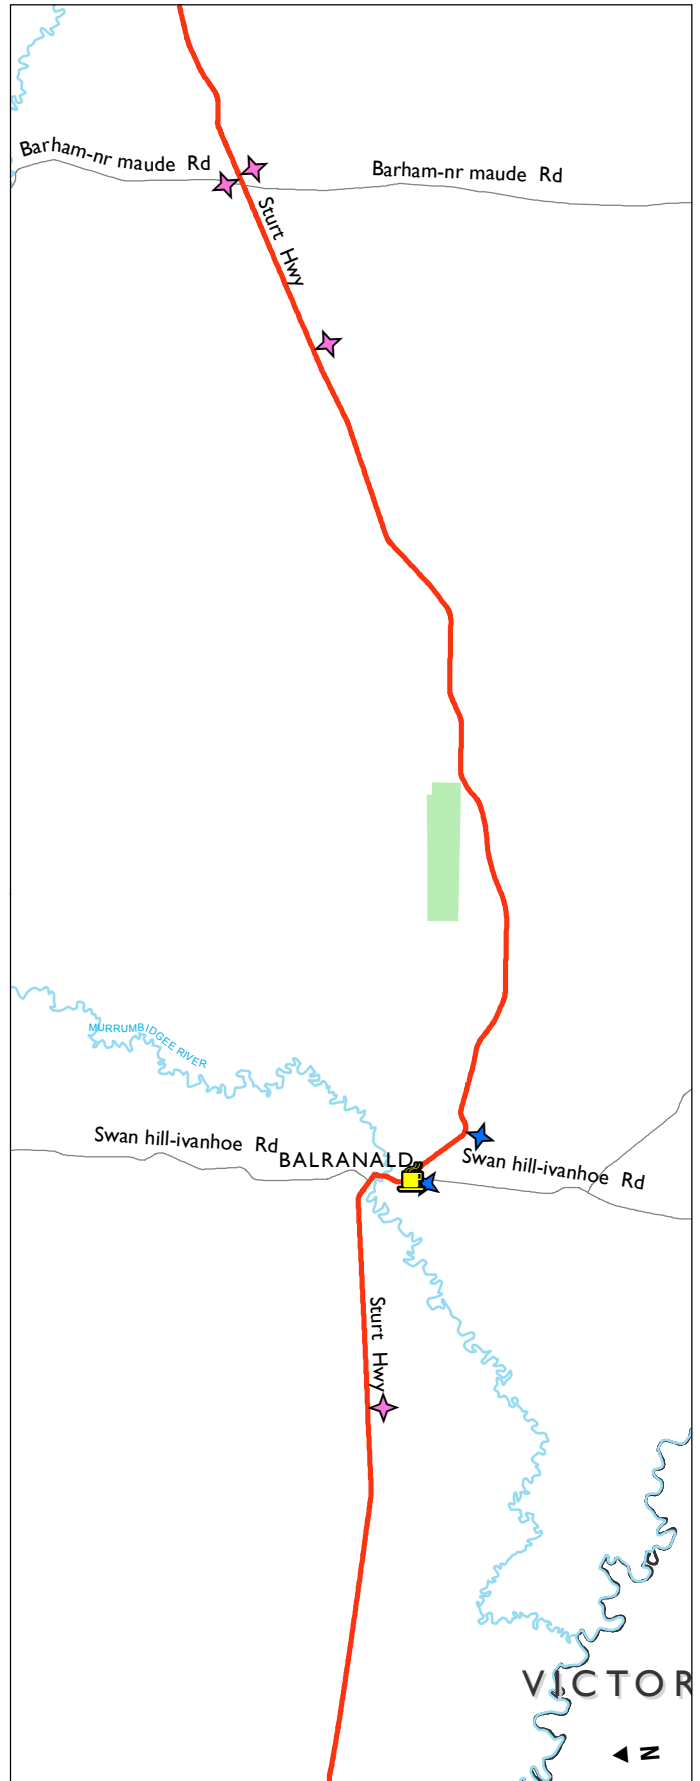 Barham-nr maude Rd
Barham-nr maude Rd
Sturt Hwy
MURRUMBIDGEE RIVER
Swan hill-ivanhoe Rd
BALRANALD
Swan hill-ivanhoe Rd
Sturt Hwy
VICTOR
N